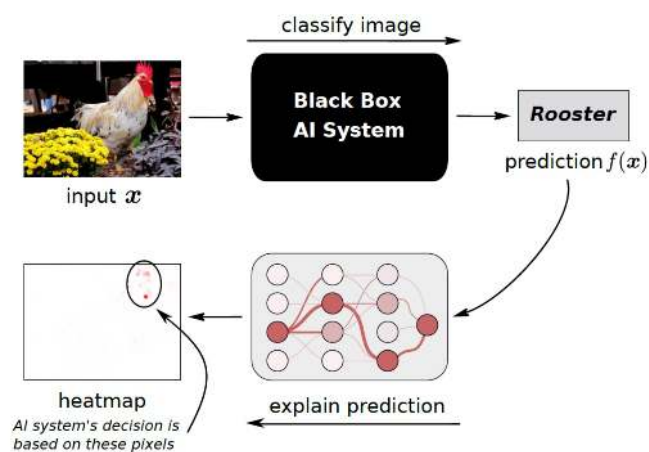 classify image
Black Box
AI System
Rooster
input x
prediction f(x)
heatmap
explain prediction
AI system's decision is
based on these pixels